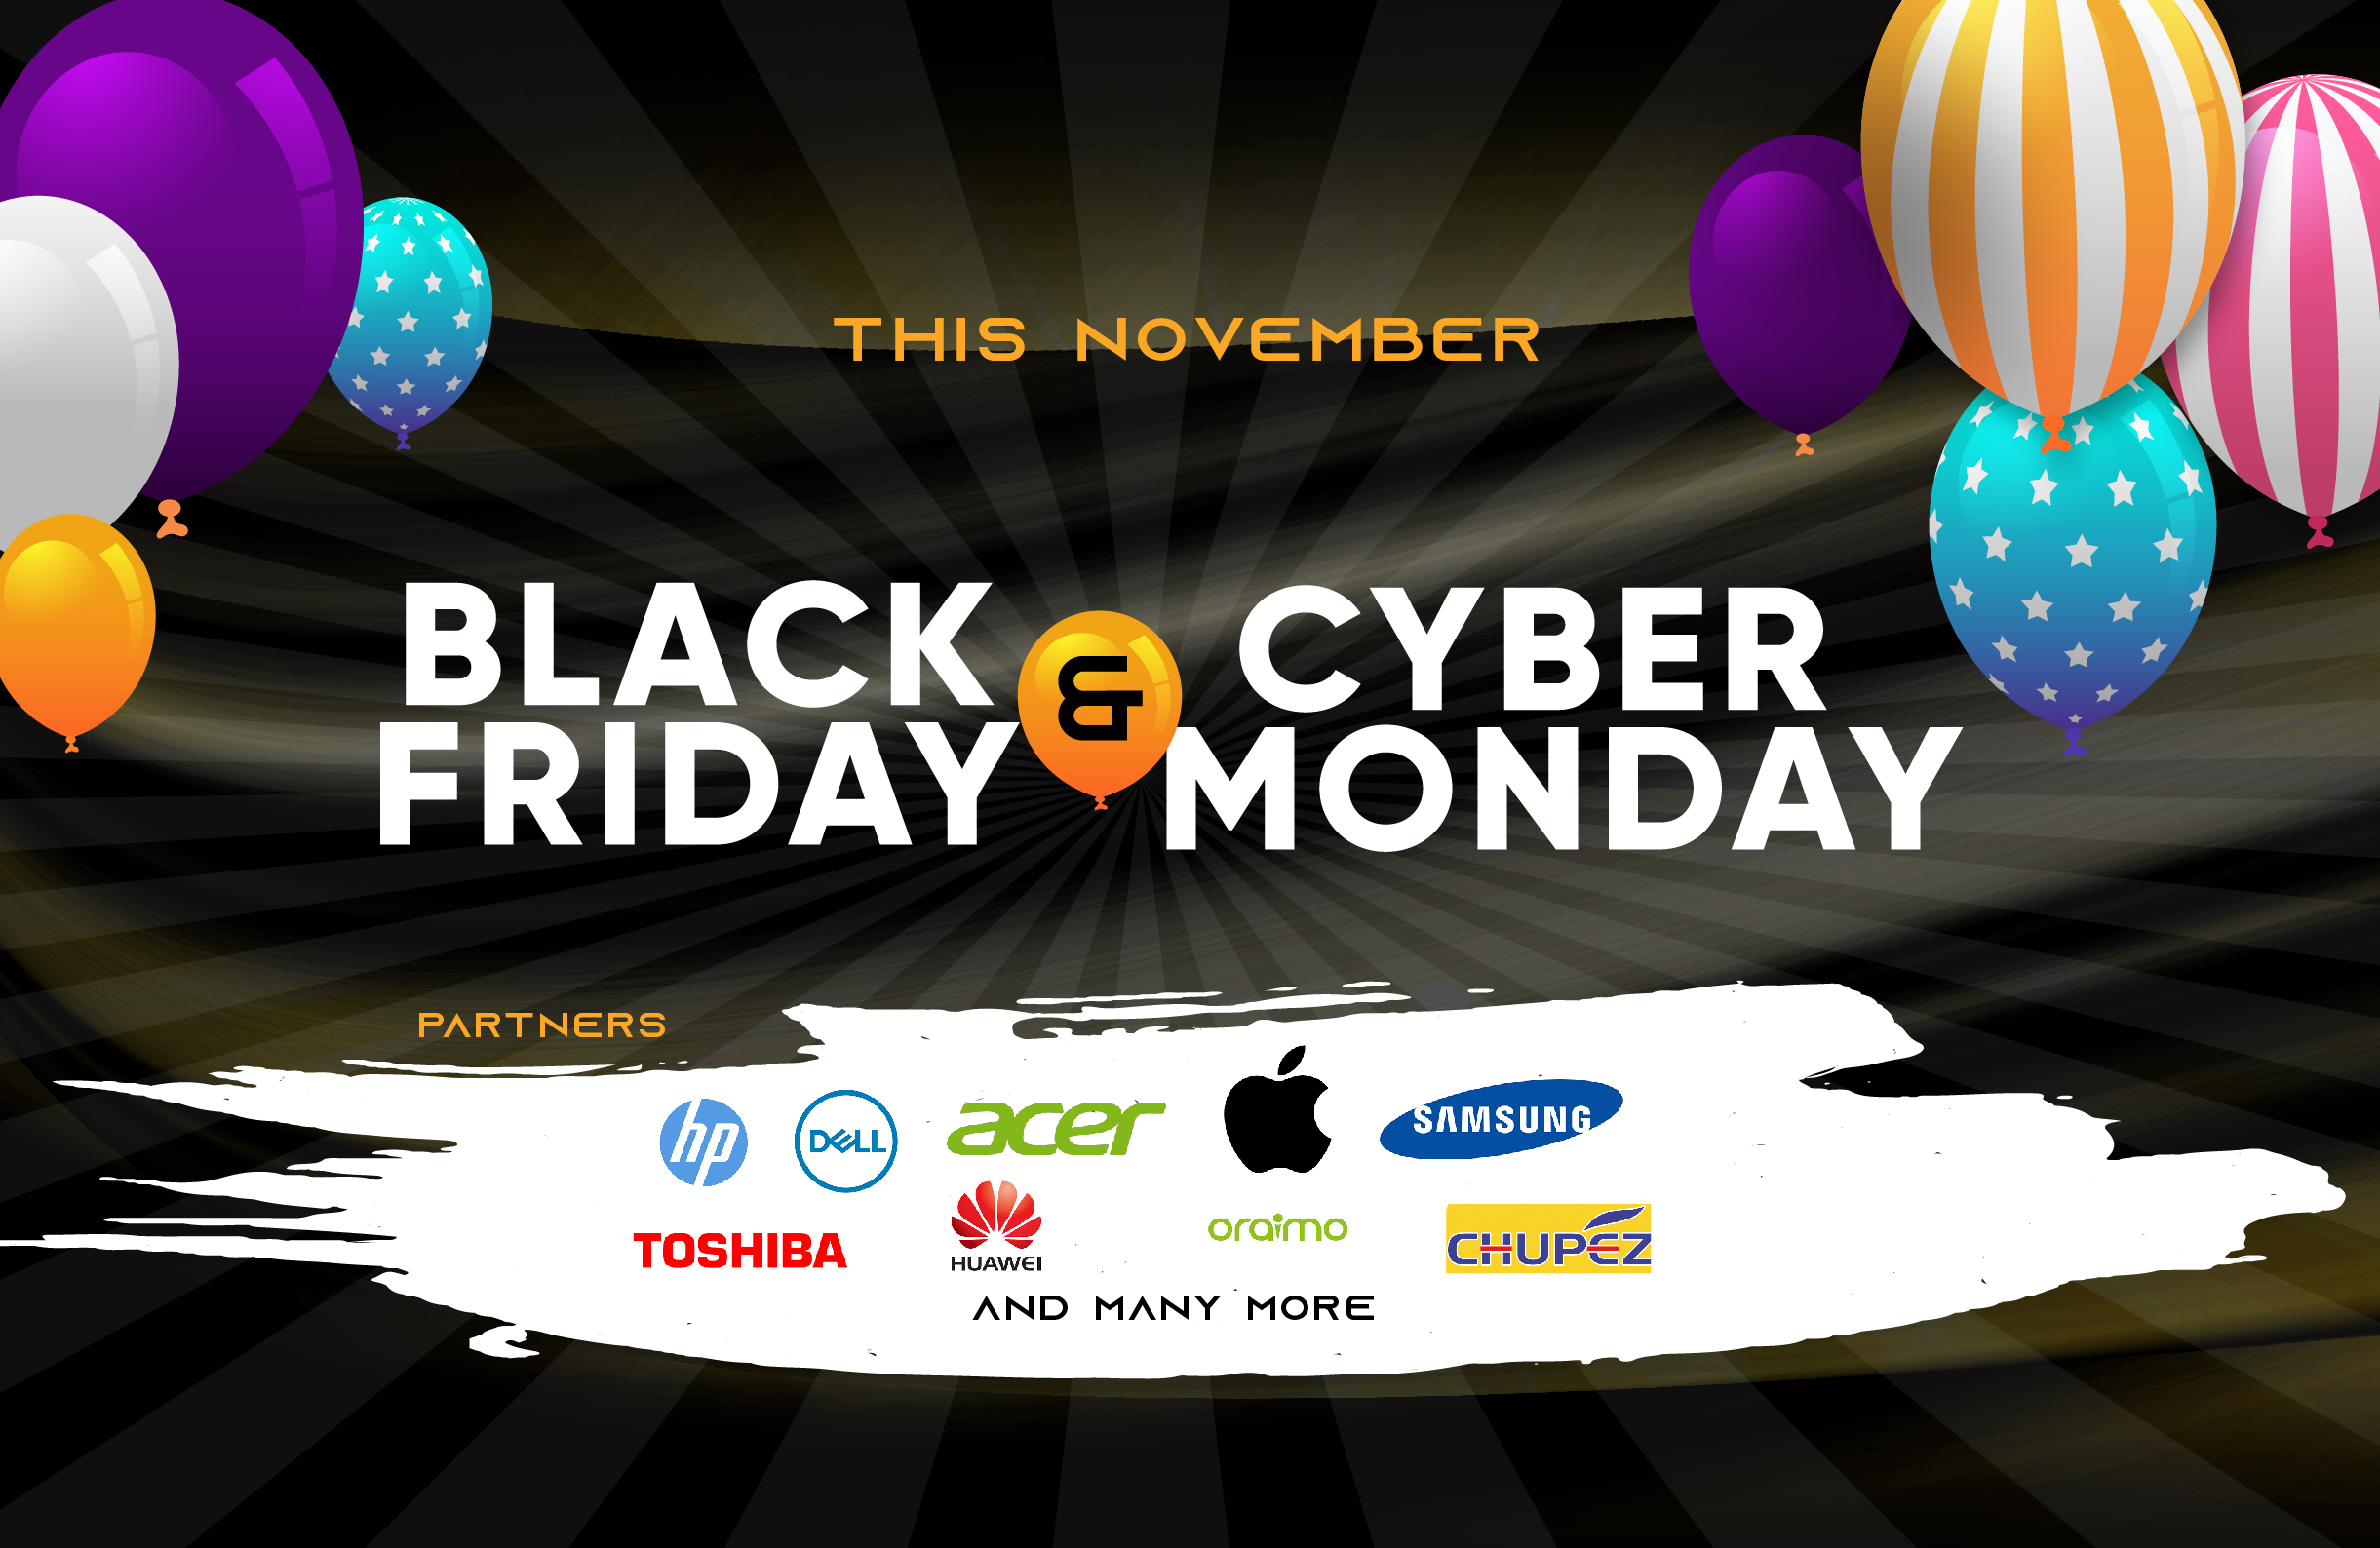 THIS NOVEMBER
BLACK
FRIDAY
&
CYBER
MONDAY
PARTNERS
hp DELL acer SAMSUNG
TOSHIBA HUAWEI oraimo CHUPEZ
AND MANY MORE